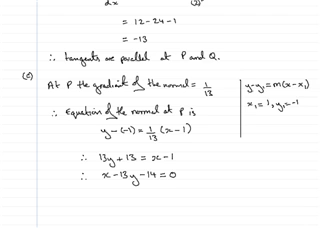 dx
= 12 - 24 - 1
= -13
∴ tangents are parallel at P and Q.
(c)
At P the gradient of the normal = 1/13
y-y₁ = m(x-x₁)
x₁ = 1, y₁ = -1
∴ Equation of the normal at P is
y - (-1) = 1/13 (x - 1)
∴ 13y + 13 = x - 1
∴ x - 13y - 14 = 0